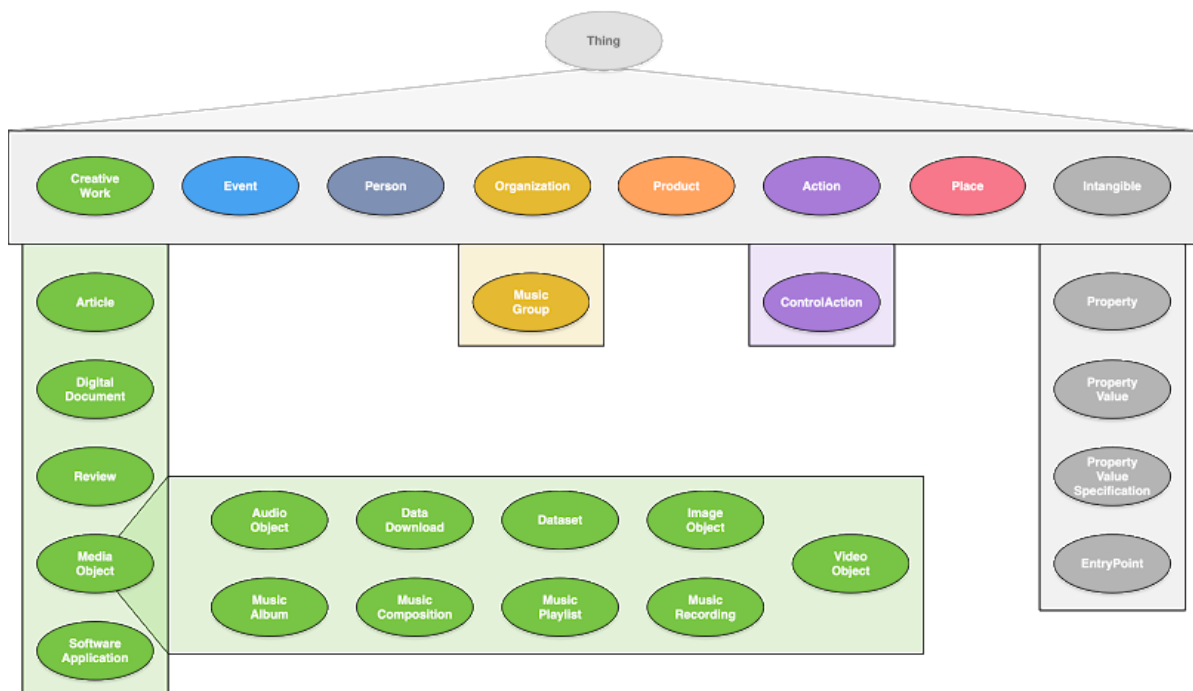 Thing
Creative
Work
Event
Person
Organization
Product
Action
Place
Intangible
Article
Music
Group
ControlAction
Property
Digital
Document
Property
Value
Review
Property
Value
Specification
Audio
Object
Data
Download
Dataset
Image
Object
Media
Object
Video
Object
EntryPoint
Music
Album
Music
Composition
Music
Playlist
Music
Recording
Software
Application